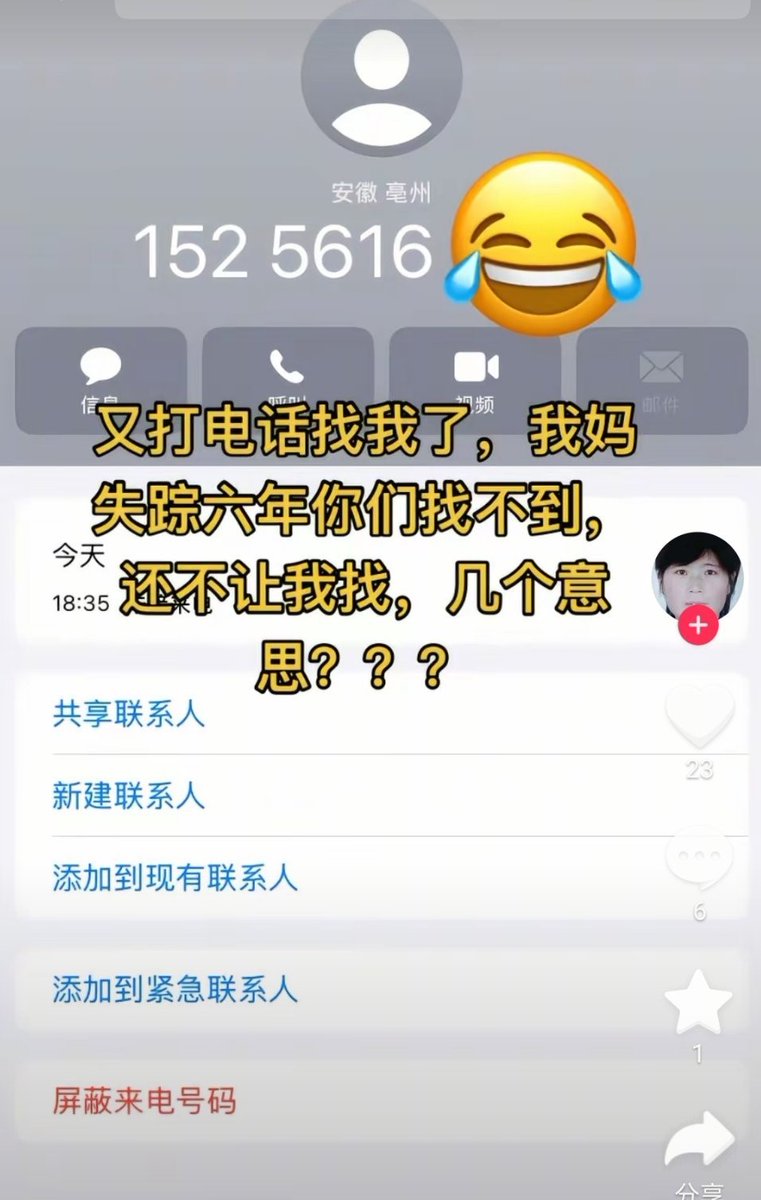 安徽 亳州
152 5616
信息
呼叫
视频
邮件
又打电话找我了，我妈
失踪六年你们找不到，
还不让我找，几个意
思？？？
今天
18:35
共享联系人
新建联系人
添加到现有联系人
添加到紧急联系人
屏蔽来电号码
23
6
1
分享